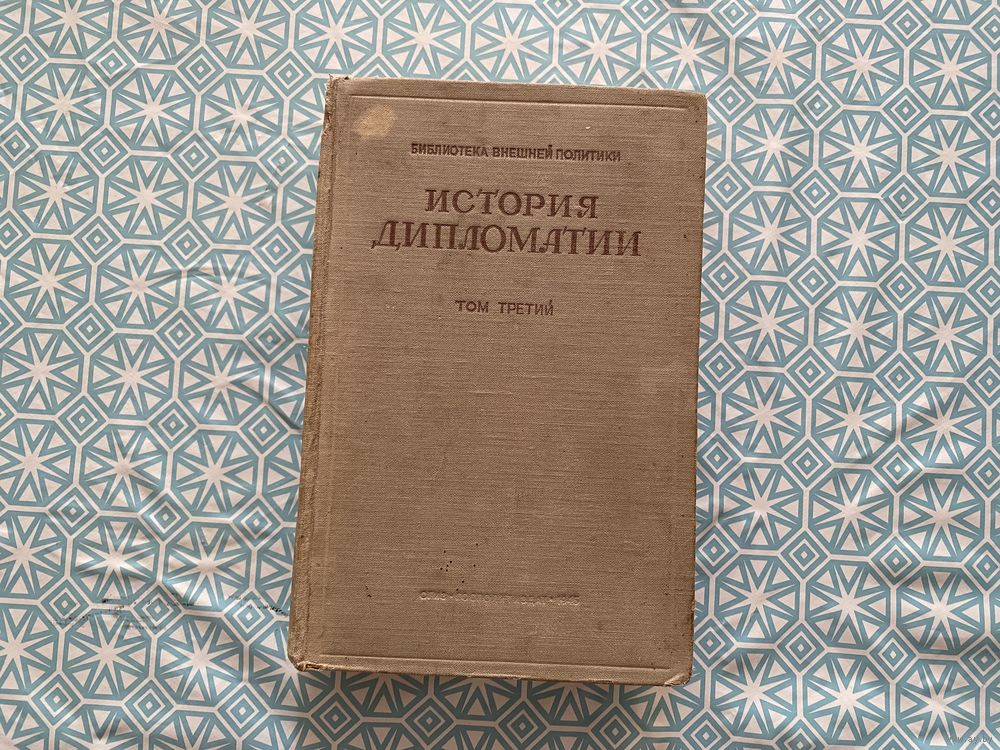 БИБЛИОТЕКА ВНЕШНЕЙ ПОЛИТИКИ
ИСТОРИЯ
ДИПЛОМАТИИ
ТОМ ТРЕТИЙ